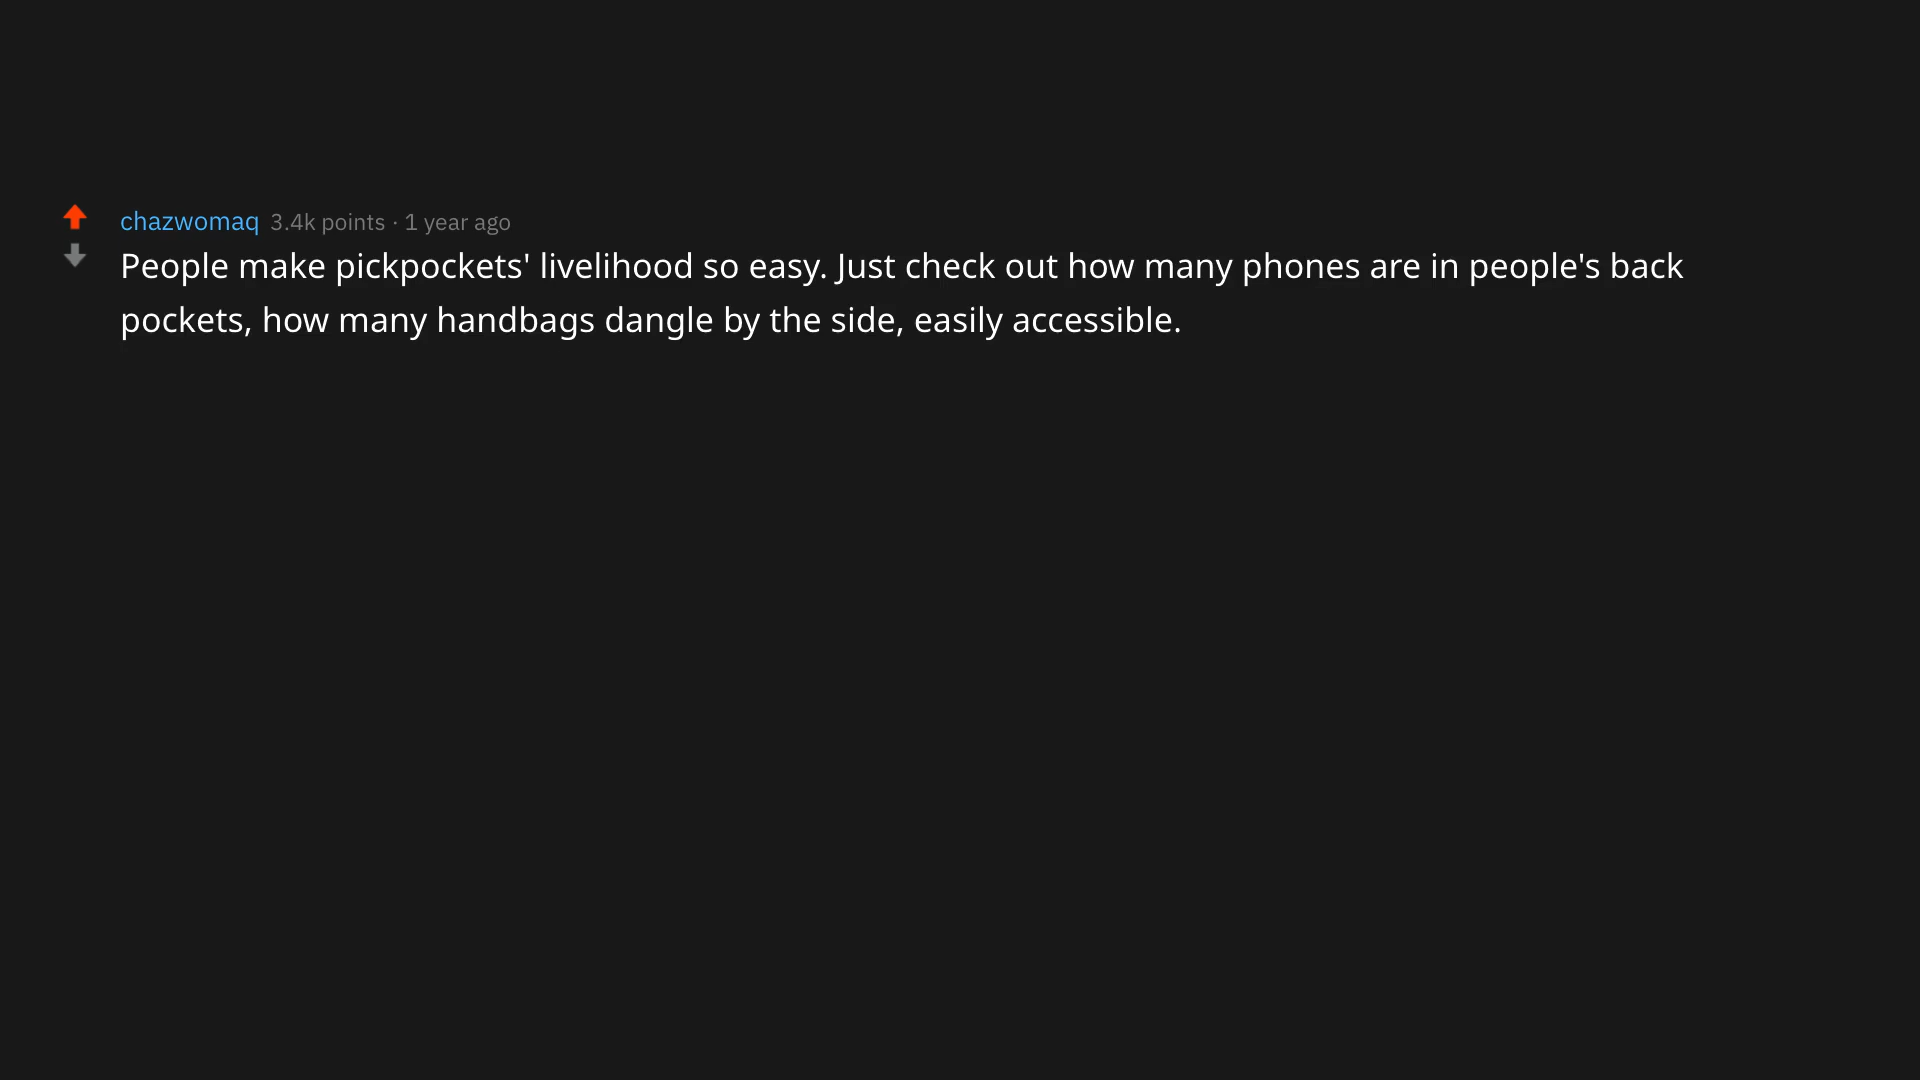 chazwomaq 3.4k points · 1 year ago
People make pickpockets' livelihood so easy. Just check out how many phones are in people's back
pockets, how many handbags dangle by the side, easily accessible.